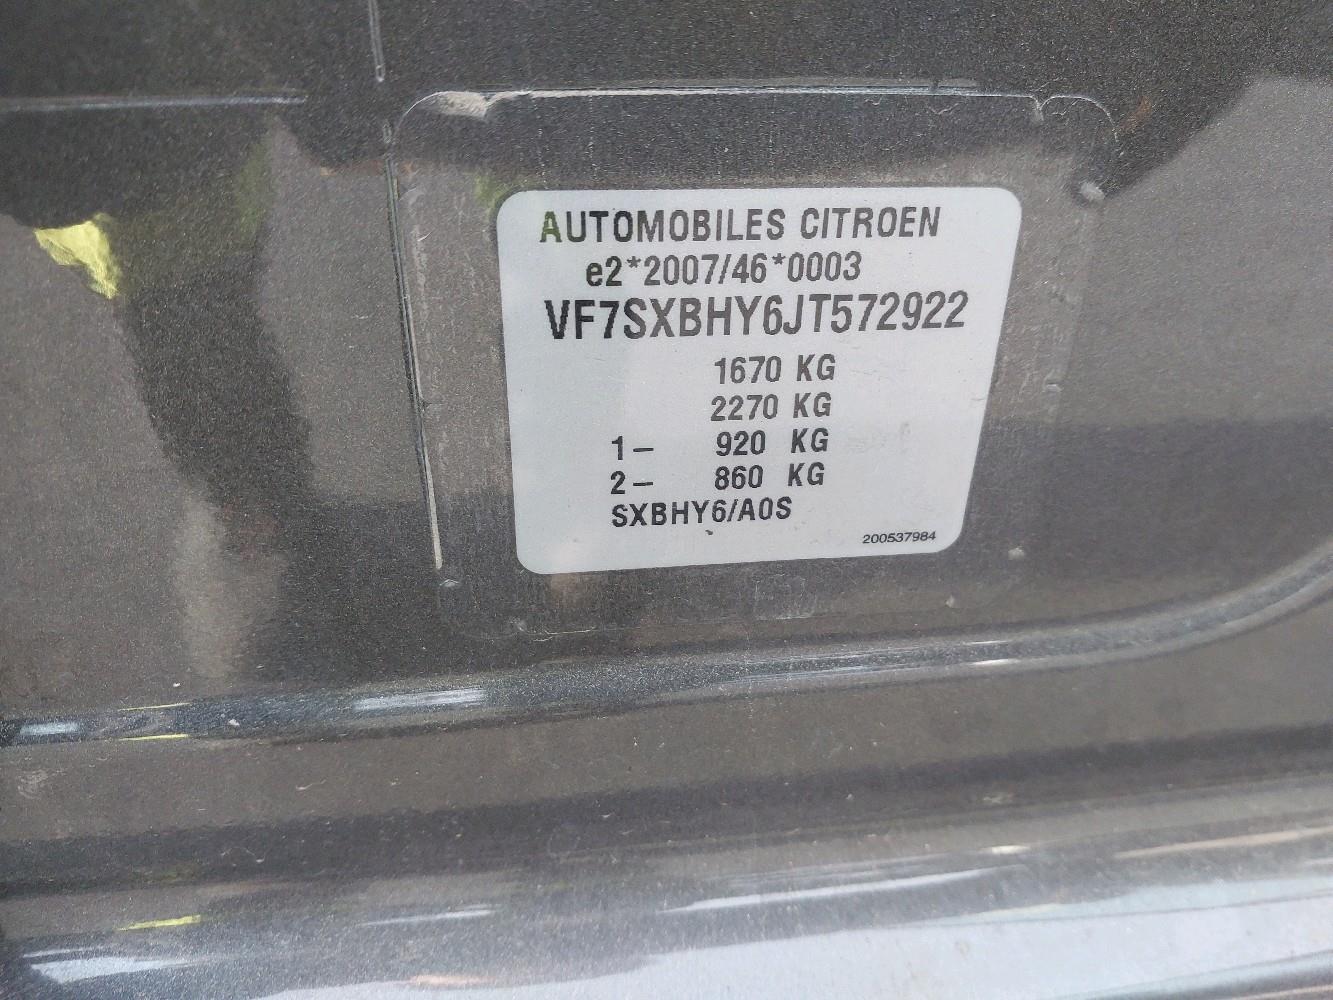 AUTOMOBILES CITROEN
e2*2007/46*0003
VF7SXBHY6JT572922
1670 KG
2270 KG
1- 920 KG
2- 860 KG
SXBHY6/A0S
200537984